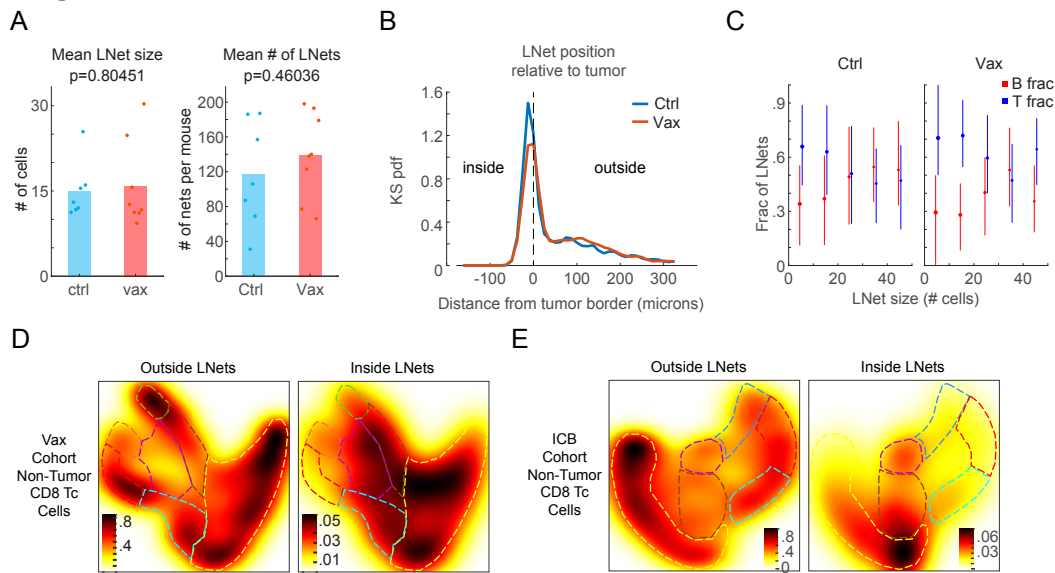 A
Mean LNet size
p=0.80451
# of cells
30
15
0
ctrl
vax
Mean # of LNets
p=0.46036
# of nets per mouse
200
160
120
80
40
0
Ctrl
Vax
B
LNet position
relative to tumor
Ctrl
Vax
inside
outside
KS pdf
1.6
1.2
.8
.4
0
-100
0
100
200
300
Distance from tumor border (microns)
C
Ctrl
Vax
B frac
T frac
Frac of LNets
.9
.6
.3
0
0
20
40
0
20
40
LNet size (# cells)
D
Outside LNets
Inside LNets
Vax
Cohort
Non-Tumor
CD8 Tc
Cells
.8
.4
.05
.03
.01
E
Outside LNets
Inside LNets
ICB
Cohort
Non-Tumor
CD8 Tc
Cells
.8
.4
0
.06
.03